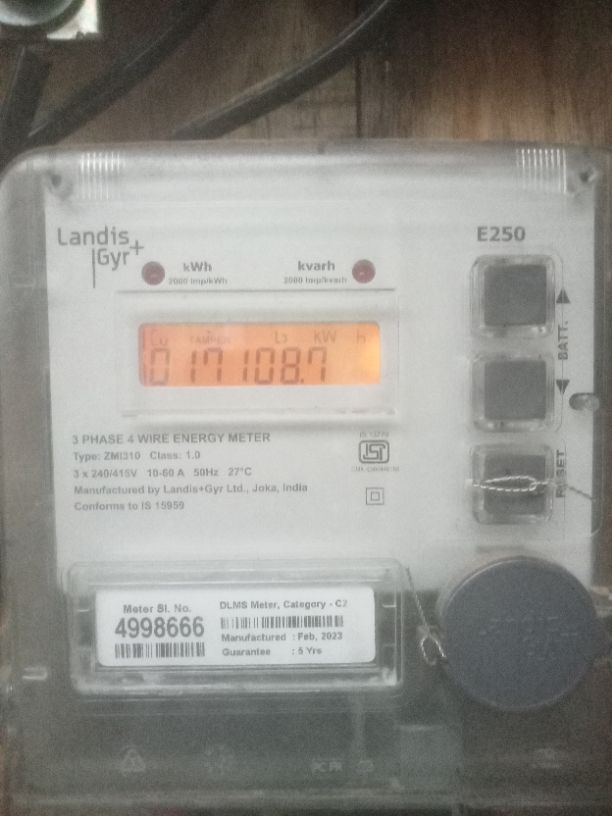 Landis
Gyr+
E250
kWh
2000 Imp/kWh
kvarh
2000 Imp/kvarh
Cu TAMPER L3 KW h
017108.7
BATT.
RESET
3 PHASE 4 WIRE ENERGY METER
Type: ZMI310 Class: 1.0
3 x 240/415V 10-60 A 50Hz 27°C
Manufactured by Landis+Gyr Ltd., Joka, India
Conforms to IS 15959
Meter Sl. No.
4998666
DLMS Meter, Category - C2
Manufactured : Feb, 2023
Guarantee : 5 Yrs